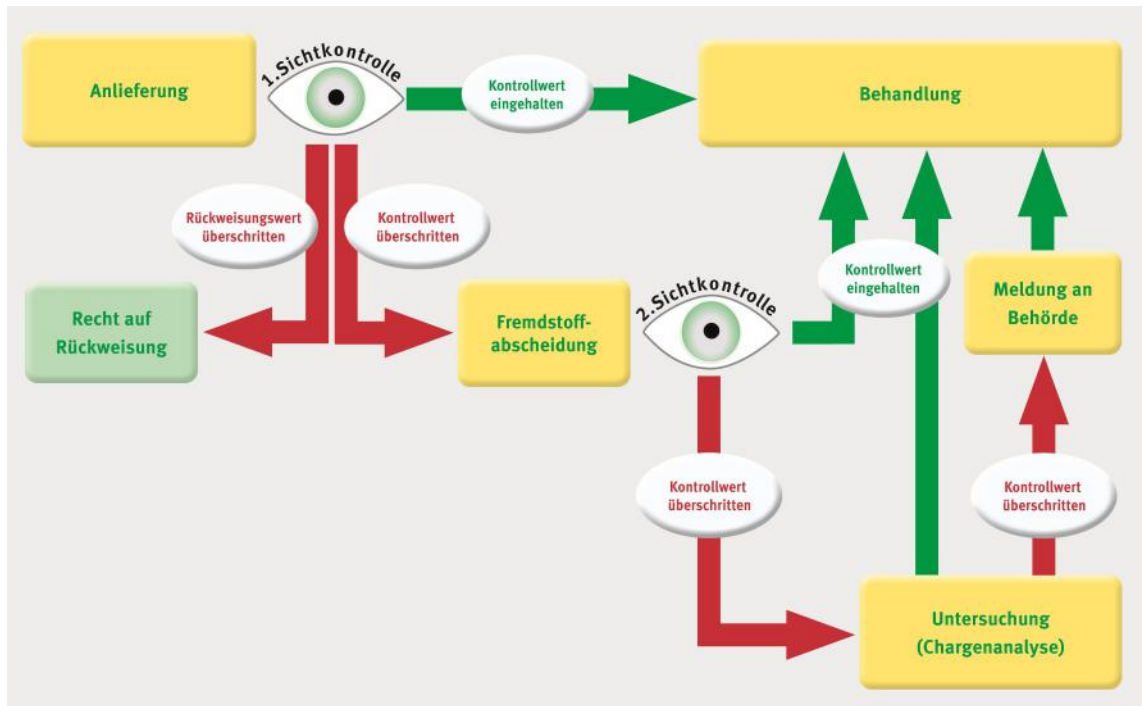 Anlieferung
1.Sichtkontrolle
Kontrollwert
eingehalten
Behandlung
Rückweisungswert
überschritten
Kontrollwert
überschritten
Recht auf
Rückweisung
Fremdstoff-
abscheidung
2.Sichtkontrolle
Kontrollwert
eingehalten
Meldung an
Behörde
Kontrollwert
überschritten
Kontrollwert
überschritten
Untersuchung
(Chargenanalyse)